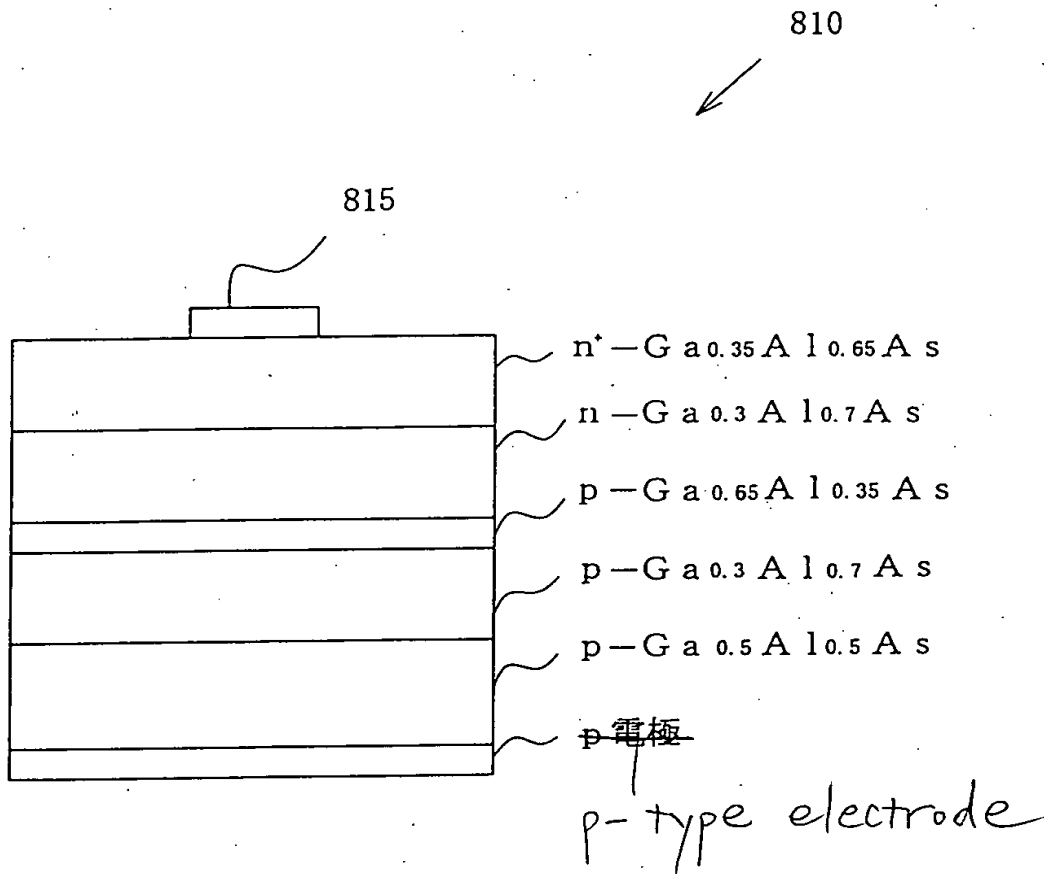 810
815
n⁺－Ga0.35Al0.65As
n－Ga0.3Al0.7As
p－Ga0.65Al0.35As
p－Ga0.3Al0.7As
p－Ga0.5Al0.5As
p電極
p-type electrode